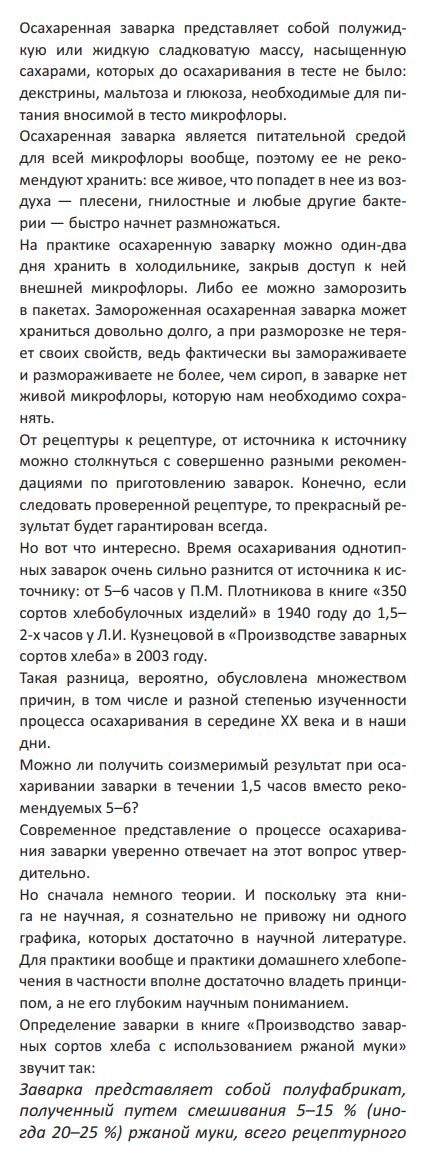 Осахаренная заварка представляет собой полужид-
кую или жидкую сладковатую массу, насыщенную
сахарами, которых до осахаривания в тесте не было:
декстрины, мальтоза и глюкоза, необходимые для пи-
тания вносимой в тесто микрофлоры.
Осахаренная заварка является питательной средой
для всей микрофлоры вообще, поэтому ее не реко-
мендуют хранить: все живое, что попадет в нее из воз-
духа — плесени, гнилостные и любые другие бакте-
рии — быстро начнет размножаться.
На практике осахаренную заварку можно один-два
дня хранить в холодильнике, закрыв доступ к ней
внешней микрофлоры. Либо ее можно заморозить
в пакетах. Замороженная осахаренная заварка может
храниться довольно долго, а при разморозке не теря-
ет своих свойств, ведь фактически вы замораживаете
и размораживаете не более, чем сироп, в заварке нет
живой микрофлоры, которую нам необходимо сохра-
нять.
От рецептуры к рецептуре, от источника к источнику
можно столкнуться с совершенно разными рекомен-
дациями по приготовлению заварок. Конечно, если
следовать проверенной рецептуре, то прекрасный ре-
зультат будет гарантирован всегда.
Но вот что интересно. Время осахаривания однотип-
ных заварок очень сильно разнится от источника к ис-
точнику: от 5–6 часов у П.М. Плотникова в книге «350
сортов хлебобулочных изделий» в 1940 году до 1,5–
2-х часов у Л.И. Кузнецовой в «Производстве заварных
сортов хлеба» в 2003 году.
Такая разница, вероятно, обусловлена множеством
причин, в том числе и разной степенью изученности
процесса осахаривания в середине XX века и в наши
дни.
Можно ли получить соизмеримый результат при оса-
харивании заварки в течении 1,5 часов вместо реко-
мендуемых 5–6?
Современное представление о процессе осахарива-
ния заварки уверенно отвечает на этот вопрос утвер-
дительно.
Но сначала немного теории. И поскольку эта кни-
га не научная, я сознательно не привожу ни одного
графика, которых достаточно в научной литературе.
Для практики вообще и практики домашнего хлебопе-
чения в частности вполне достаточно владеть принци-
пом, а не его глубоким научным пониманием.
Определение заварки в книге «Производство завар-
ных сортов хлеба с использованием ржаной муки»
звучит так:
Заварка представляет собой полуфабрикат,
полученный путем смешивания 5–15 % (ино-
гда 20–25 %) ржаной муки, всего рецептурного